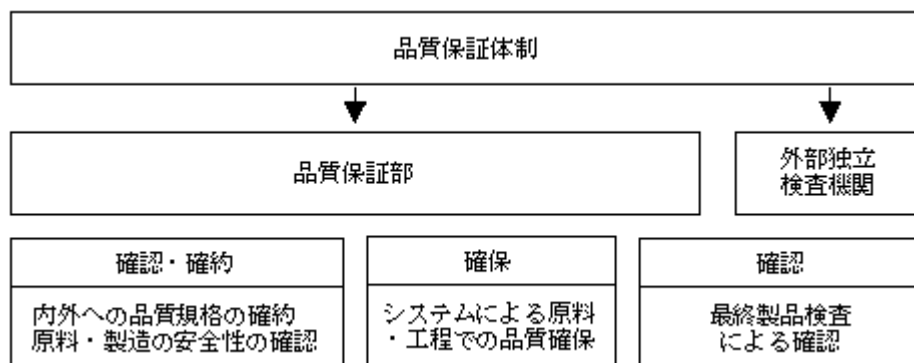 品質保証体制
品質保証部
外部独立
検査機関
確認・確約
内外への品質規格の確約
原料・製造の安全性の確認
確保
システムによる原料
・工程での品質確保
確認
最終製品検査
による確認